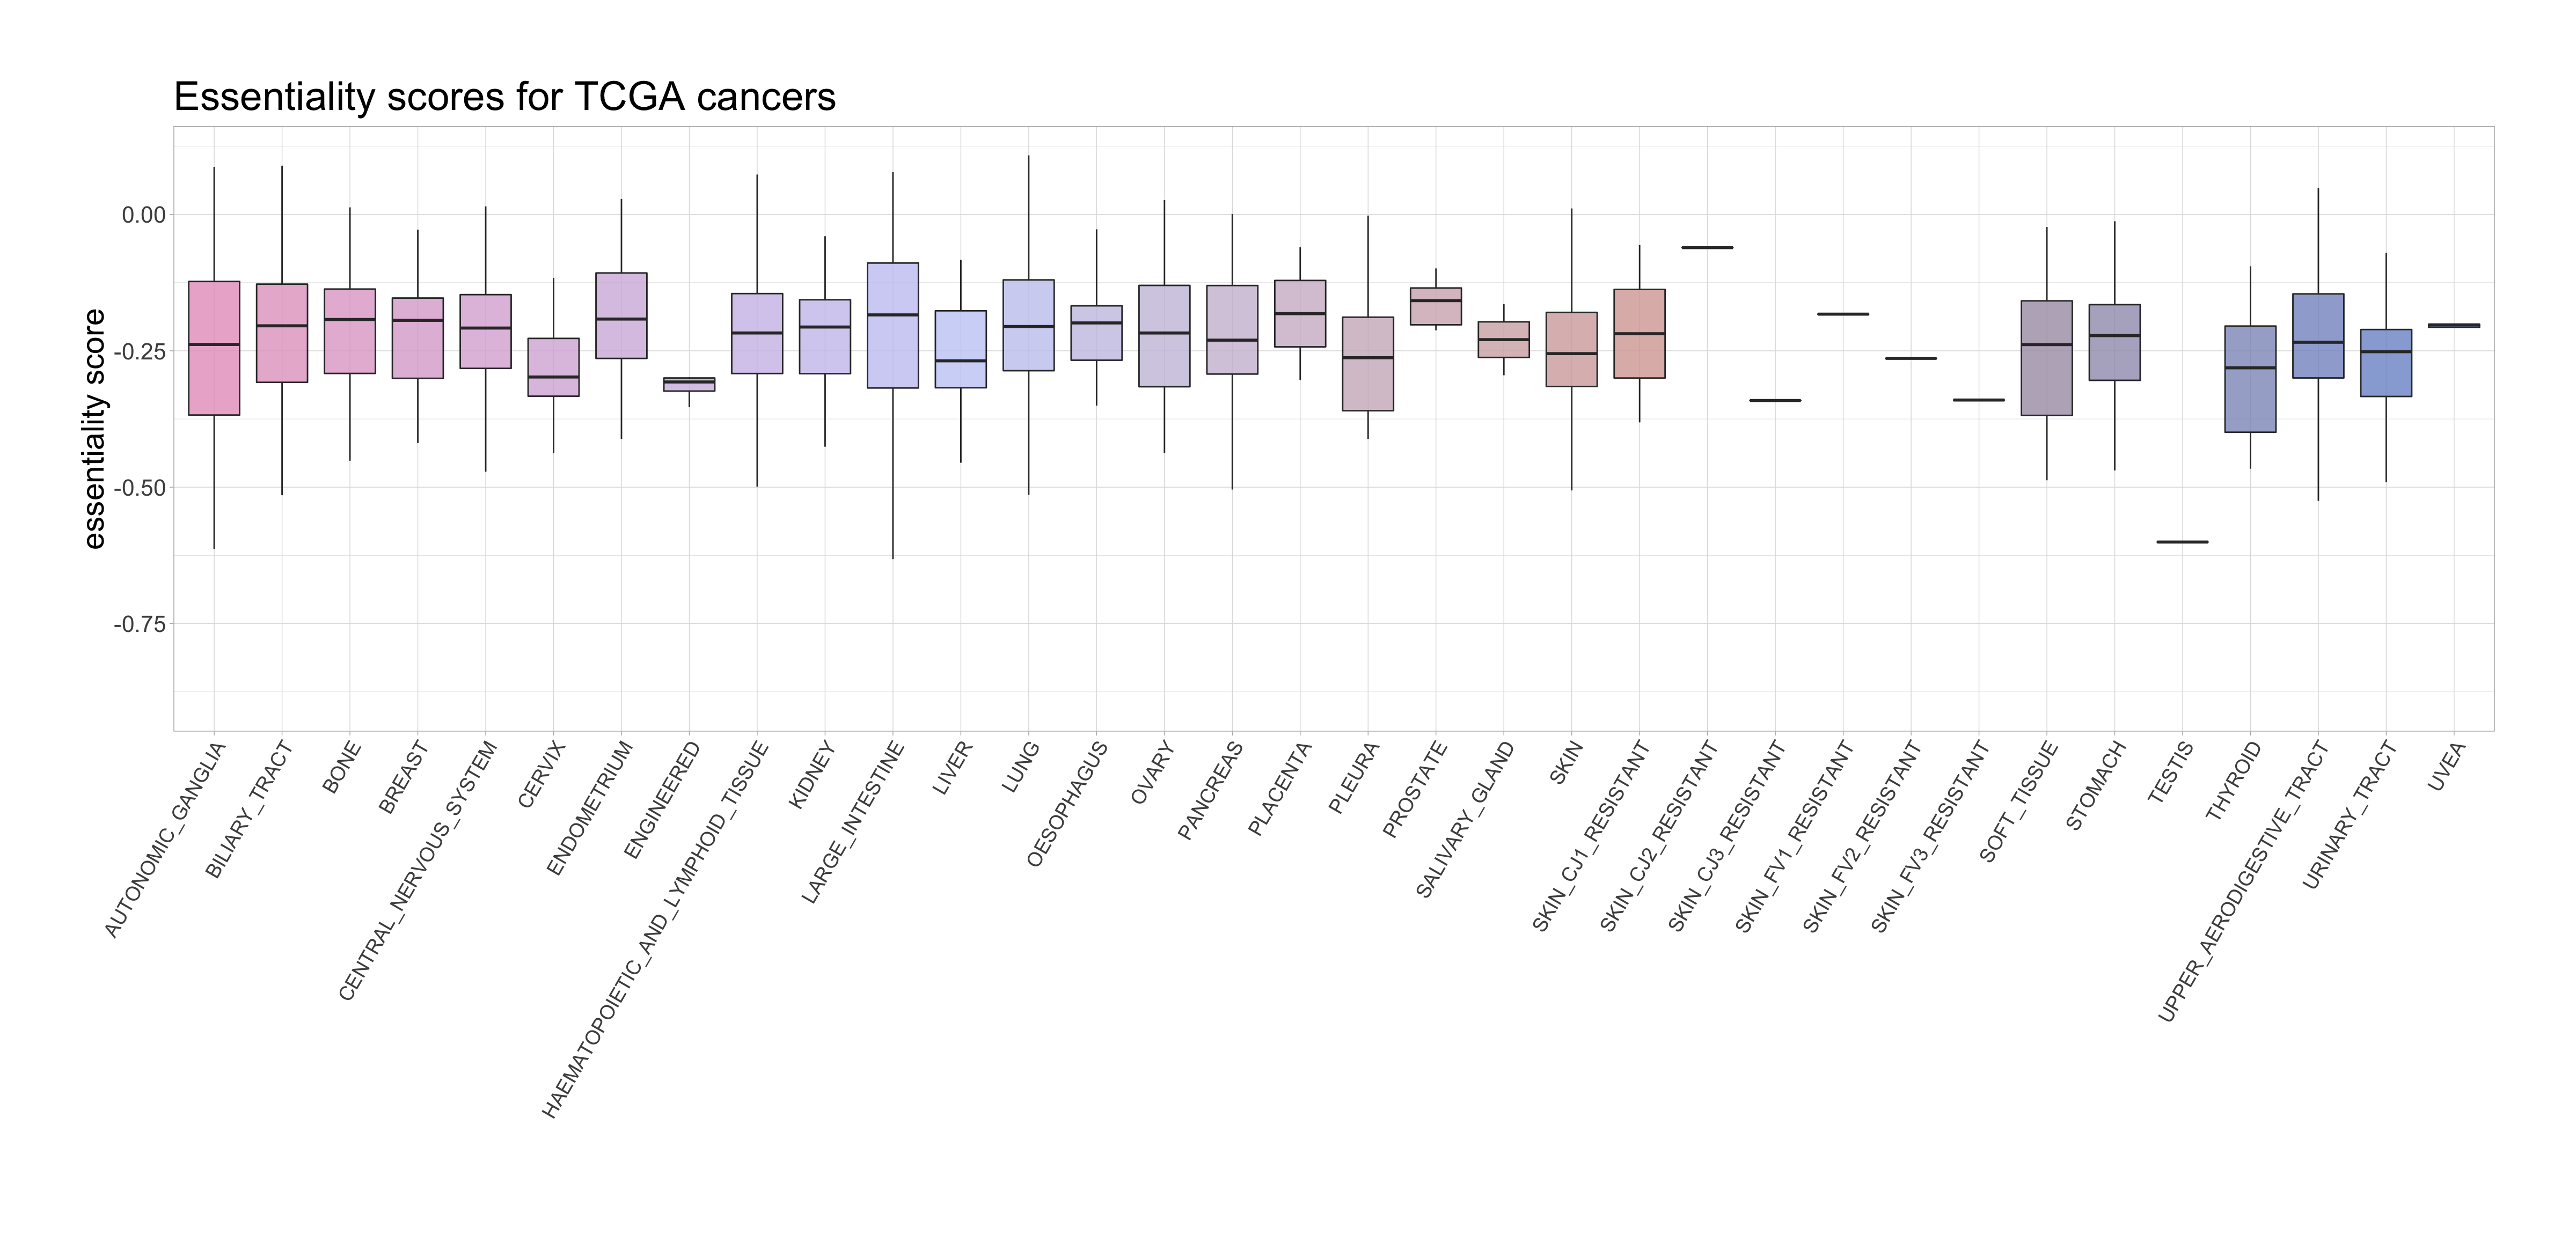 Essentiality scores for TCGA cancers
essentiality score
0.00
-0.25
-0.50
-0.75
AUTONOMIC_GANGLIA
BILIARY_TRACT
BONE
BREAST
CENTRAL_NERVOUS_SYSTEM
CERVIX
ENDOMETRIUM
ENGINEERED
HAEMATOPOIETIC_AND_LYMPHOID_TISSUE
KIDNEY
LARGE_INTESTINE
LIVER
LUNG
OESOPHAGUS
OVARY
PANCREAS
PLACENTA
PLEURA
PROSTATE
SALIVARY_GLAND
SKIN
SKIN_CJ1_RESISTANT
SKIN_CJ2_RESISTANT
SKIN_CJ3_RESISTANT
SKIN_FV1_RESISTANT
SKIN_FV2_RESISTANT
SKIN_FV3_RESISTANT
SOFT_TISSUE
STOMACH
TESTIS
THYROID
UPPER_AERODIGESTIVE_TRACT
URINARY_TRACT
UVEA